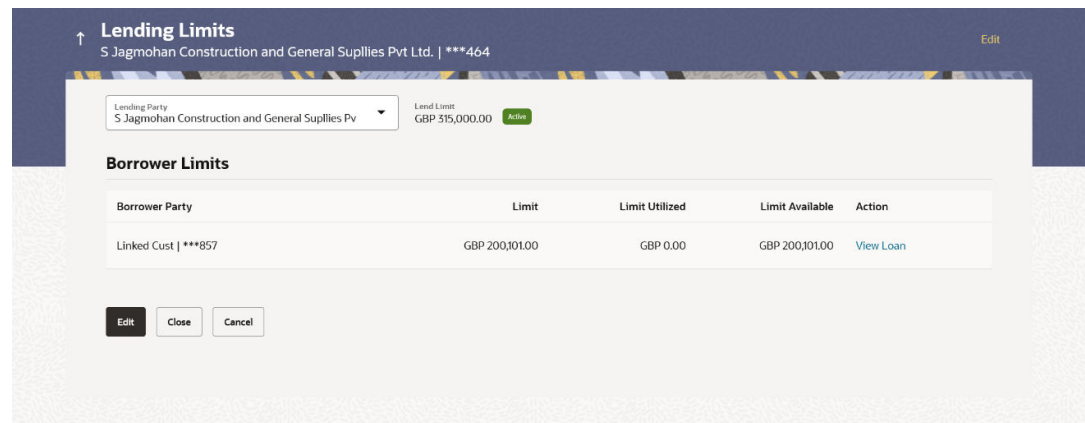 Lending Limits
S Jagmohan Construction and General Supllies Pvt Ltd. | ***464
Edit
Lending Party
S Jagmohan Construction and General Supllies Pv
Lend Limit
GBP 315,000.00 Active
Borrower Limits
Borrower Party Limit Limit Utilized Limit Available Action
Linked Cust | ***857 GBP 200,101.00 GBP 0.00 GBP 200,101.00 View Loan
Edit Close Cancel